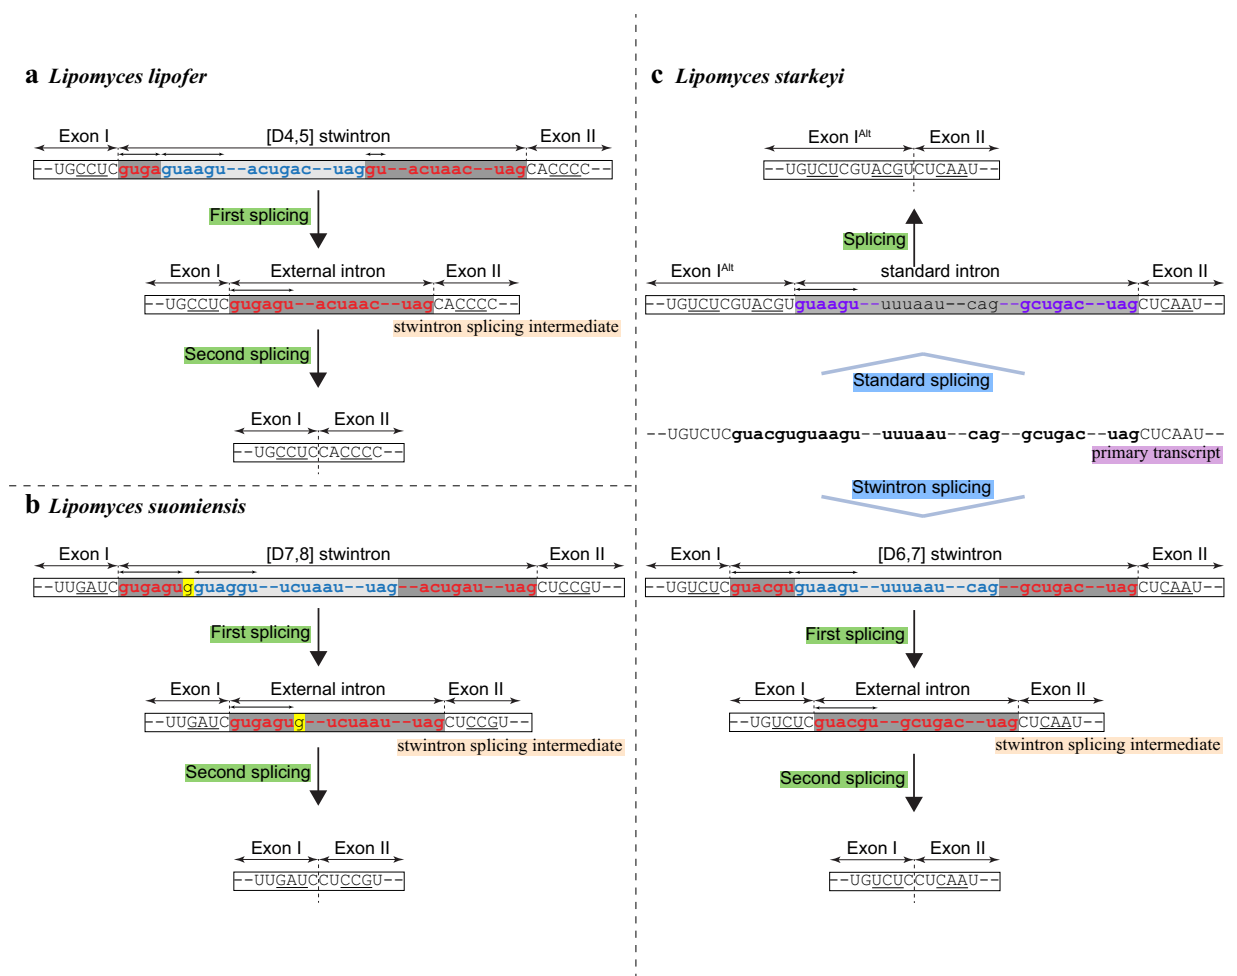 a Lipomyces lipofer
Exon I [D4,5] stwintron Exon II
--UGCCUCgugaguaagu--acugac--uaggu--acuaac--uagCACCCC--
First splicing
Exon I External intron Exon II
--UGCCUCgugagu--acuaac--uagCACCCC--
stwintron splicing intermediate
Second splicing
Exon I Exon II
--UGCCUCCACCCC--
b Lipomyces suomiensis
Exon I [D7,8] stwintron Exon II
--UUGAUCgugagugguaggu--ucuaau--uag--acugau--uagCUCCGU--
First splicing
Exon I External intron Exon II
--UUGAUCgugagug--ucuaau--uagCUCCGU--
stwintron splicing intermediate
Second splicing
Exon I Exon II
--UUGAUCCUCCGU--
c Lipomyces starkeyi
Exon I^Alt Exon II
--UGUCUCGUACGUCUCAAU--
Splicing
Exon I^Alt standard intron Exon II
--UGUCUCGUACGUguaagu--uuuaau--cag--gcugac--uagCUCAAU--
Standard splicing
--UGUCUCguacguguaagu--uuuaau--cag--gcugac--uagCUCAAU--
primary transcript
Stwintron splicing
Exon I [D6,7] stwintron Exon II
--UGUCUCguacguguaagu--uuuaau--cag--gcugac--uagCUCAAU--
First splicing
Exon I External intron Exon II
--UGUCUCguacgu--gcugac--uagCUCAAU--
stwintron splicing intermediate
Second splicing
Exon I Exon II
--UGUCUCCUCAAU--